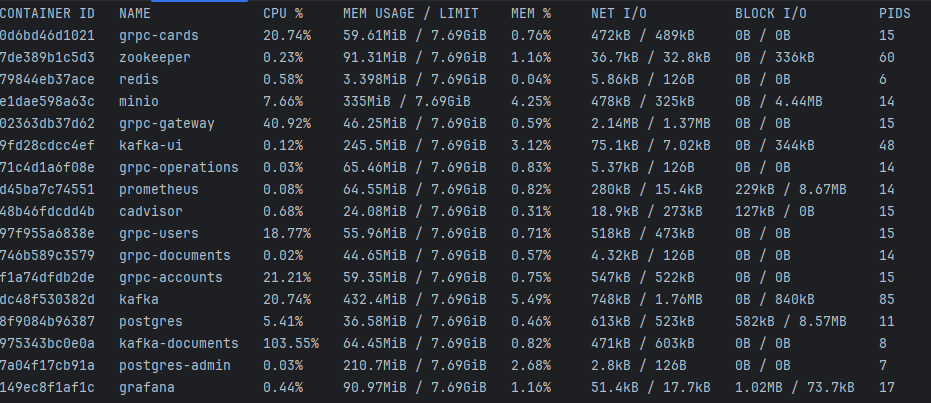 CONTAINER ID NAME CPU % MEM USAGE / LIMIT MEM % NET I/O BLOCK I/O PIDS
0d6bd46d1021 grpc-cards 20.74% 59.61MiB / 7.69GiB 0.76% 472kB / 489kB 0B / 0B 15
7de389b1c5d3 zookeeper 0.23% 91.31MiB / 7.69GiB 1.16% 36.7kB / 32.8kB 0B / 336kB 60
79844eb37ace redis 0.58% 3.398MiB / 7.69GiB 0.04% 5.86kB / 126B 0B / 0B 6
e1dae598a63c minio 7.66% 335MiB / 7.69GiB 4.25% 478kB / 325kB 0B / 4.44MB 14
02363db37d62 grpc-gateway 40.92% 46.25MiB / 7.69GiB 0.59% 2.14MB / 1.37MB 0B / 0B 15
9fd28cdcc4ef kafka-ui 0.12% 245.5MiB / 7.69GiB 3.12% 75.1kB / 7.02kB 0B / 344kB 48
71c4d1a6f08e grpc-operations 0.03% 65.46MiB / 7.69GiB 0.83% 5.37kB / 126B 0B / 0B 14
d45ba7c74551 prometheus 0.08% 64.55MiB / 7.69GiB 0.82% 280kB / 15.4kB 229kB / 8.67MB 14
48b46fdcdd4b cadvisor 0.68% 24.08MiB / 7.69GiB 0.31% 18.9kB / 273kB 127kB / 0B 15
97f955a6838e grpc-users 18.77% 55.96MiB / 7.69GiB 0.71% 518kB / 473kB 0B / 0B 15
746b589c3579 grpc-documents 0.02% 44.65MiB / 7.69GiB 0.57% 4.32kB / 126B 0B / 0B 14
f1a74dfdb2de grpc-accounts 21.21% 59.35MiB / 7.69GiB 0.75% 547kB / 522kB 0B / 0B 15
dc48f530382d kafka 20.74% 432.4MiB / 7.69GiB 5.49% 748kB / 1.76MB 0B / 840kB 85
8f9084b96387 postgres 5.41% 36.58MiB / 7.69GiB 0.46% 613kB / 523kB 582kB / 8.57MB 11
975343bc0e0a kafka-documents 103.55% 64.45MiB / 7.69GiB 0.82% 471kB / 603kB 0B / 0B 8
7a04f17cb91a postgres-admin 0.03% 210.7MiB / 7.69GiB 2.68% 2.8kB / 126B 0B / 0B 7
149ec8f1af1c grafana 0.44% 90.97MiB / 7.69GiB 1.16% 51.4kB / 17.7kB 1.02MB / 73.7kB 17